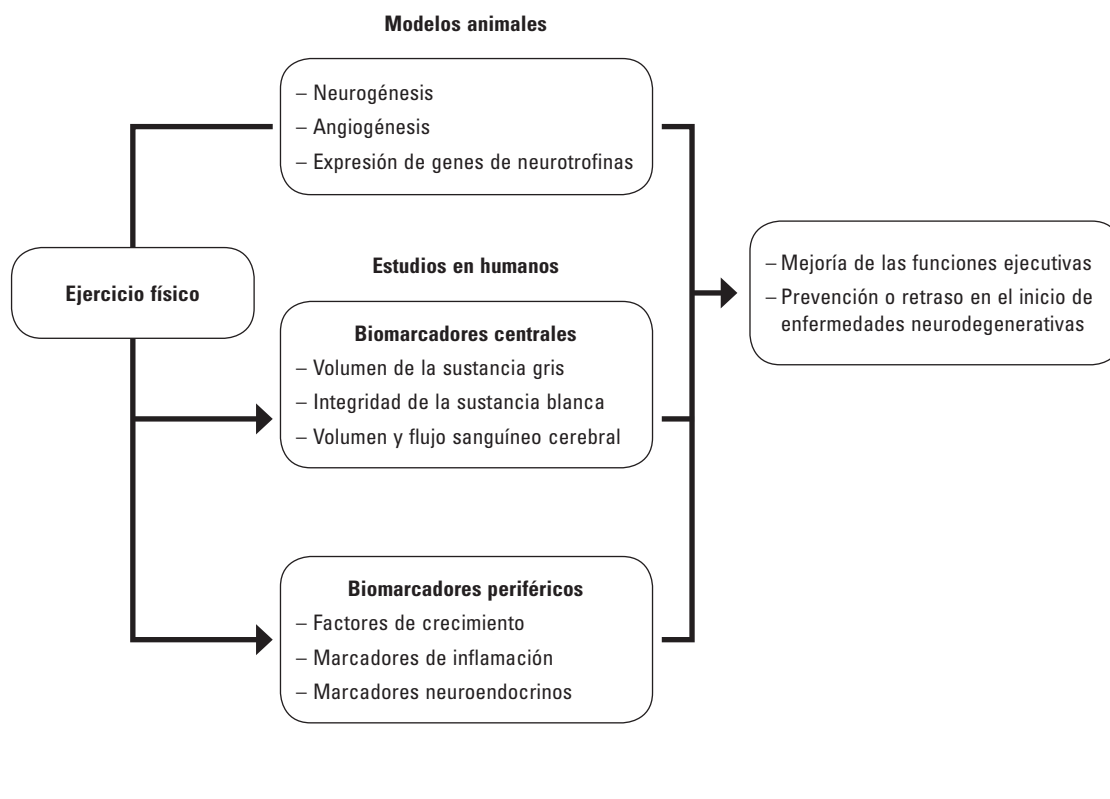 Modelos animales
– Neurogénesis
– Angiogénesis
– Expresión de genes de neurotrofinas
Ejercicio físico
Estudios en humanos
Biomarcadores centrales
– Volumen de la sustancia gris
– Integridad de la sustancia blanca
– Volumen y flujo sanguíneo cerebral
Biomarcadores periféricos
– Factores de crecimiento
– Marcadores de inflamación
– Marcadores neuroendocrinos
– Mejoría de las funciones ejecutivas
– Prevención o retraso en el inicio de
enfermedades neurodegenerativas